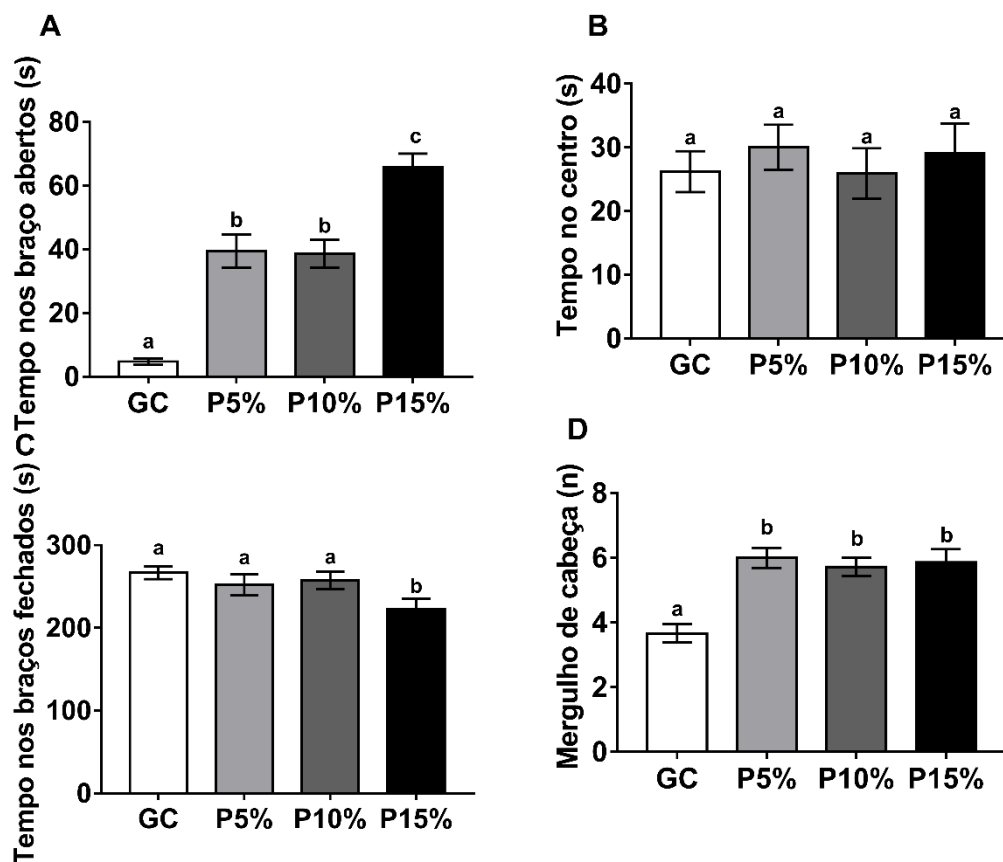 A
Tempo nos braço abertos (s)
80
60
40
20
0
a
b
b
c
GC P5% P10% P15%
B
Tempo no centro (s)
40
30
20
10
0
a
a
a
a
GC P5% P10% P15%
C
Tempo nos braços fechados (s)
300
200
100
0
a
a
a
b
GC P5% P10% P15%
D
Mergulho de cabeça (n)
8
6
4
2
0
a
b
b
b
GC P5% P10% P15%